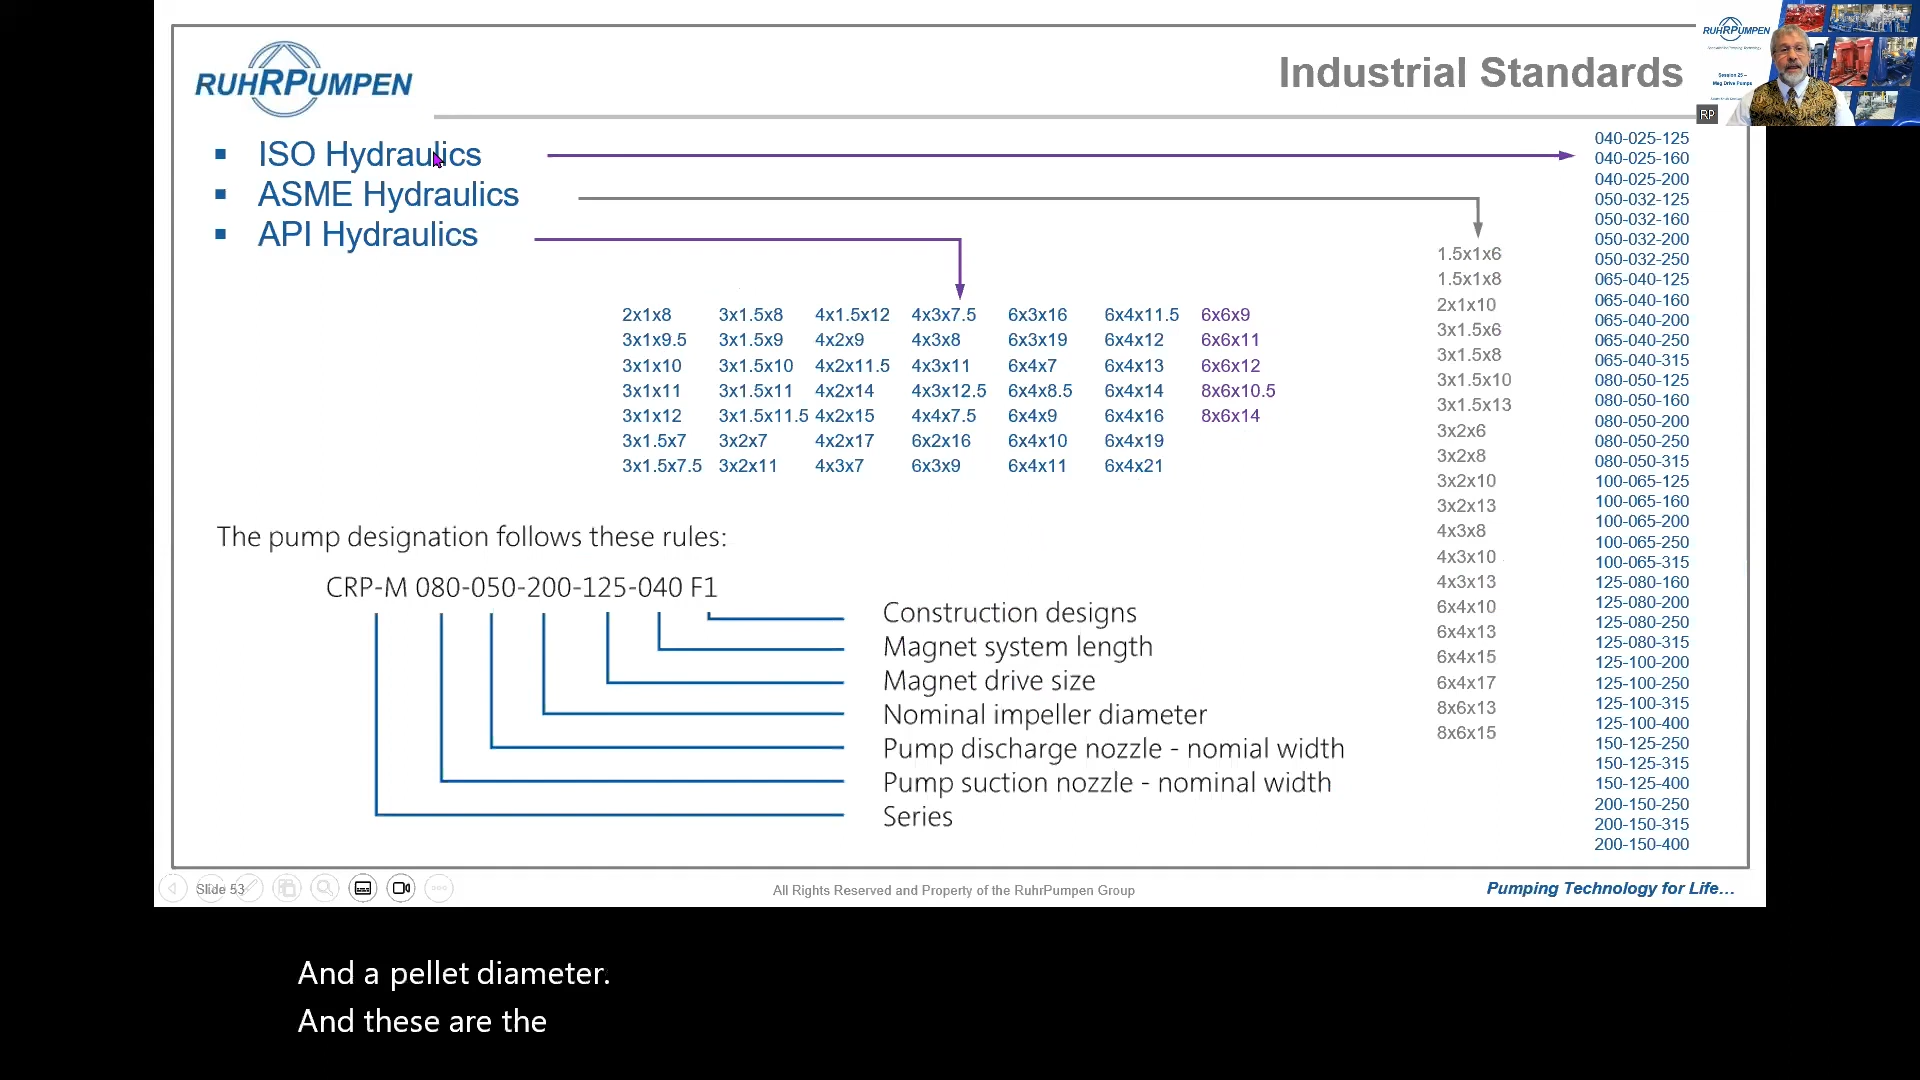 RUHRPUMPEN
Industrial Standards
RUHRPUMPEN
Session 25 –
Mag Drive Pumps
RP
▪ ISO Hydraulics
▪ ASME Hydraulics
▪ API Hydraulics
2x1x8 3x1.5x8 4x1.5x12 4x3x7.5 6x3x16 6x4x11.5 6x6x9
3x1x9.5 3x1.5x9 4x2x9 4x3x8 6x3x19 6x4x12 6x6x11
3x1x10 3x1.5x10 4x2x11.5 4x3x11 6x4x7 6x4x13 6x6x12
3x1x11 3x1.5x11 4x2x14 4x3x12.5 6x4x8.5 6x4x14 8x6x10.5
3x1x12 3x1.5x11.5 4x2x15 4x4x7.5 6x4x9 6x4x16 8x6x14
3x1.5x7 3x2x7 4x2x17 6x2x16 6x4x10 6x4x19
3x1.5x7.5 3x2x11 4x3x7 6x3x9 6x4x11 6x4x21
1.5x1x6
1.5x1x8
2x1x10
3x1.5x6
3x1.5x8
3x1.5x10
3x1.5x13
3x2x6
3x2x8
3x2x10
3x2x13
4x3x8
4x3x10
4x3x13
6x4x10
6x4x13
6x4x15
6x4x17
8x6x13
8x6x15
040-025-125
040-025-160
040-025-200
050-032-125
050-032-160
050-032-200
050-032-250
065-040-125
065-040-160
065-040-200
065-040-250
065-040-315
080-050-125
080-050-160
080-050-200
080-050-250
080-050-315
100-065-125
100-065-160
100-065-200
100-065-250
100-065-315
125-080-160
125-080-200
125-080-250
125-080-315
125-100-200
125-100-250
125-100-315
125-100-400
150-125-250
150-125-315
150-125-400
200-150-250
200-150-315
200-150-400
The pump designation follows these rules:
CRP-M 080-050-200-125-040 F1
Construction designs
Magnet system length
Magnet drive size
Nominal impeller diameter
Pump discharge nozzle - nomial width
Pump suction nozzle - nominal width
Series
Slide 53
All Rights Reserved and Property of the RuhrPumpen Group
Pumping Technology for Life...
And a pellet diameter.
And these are the